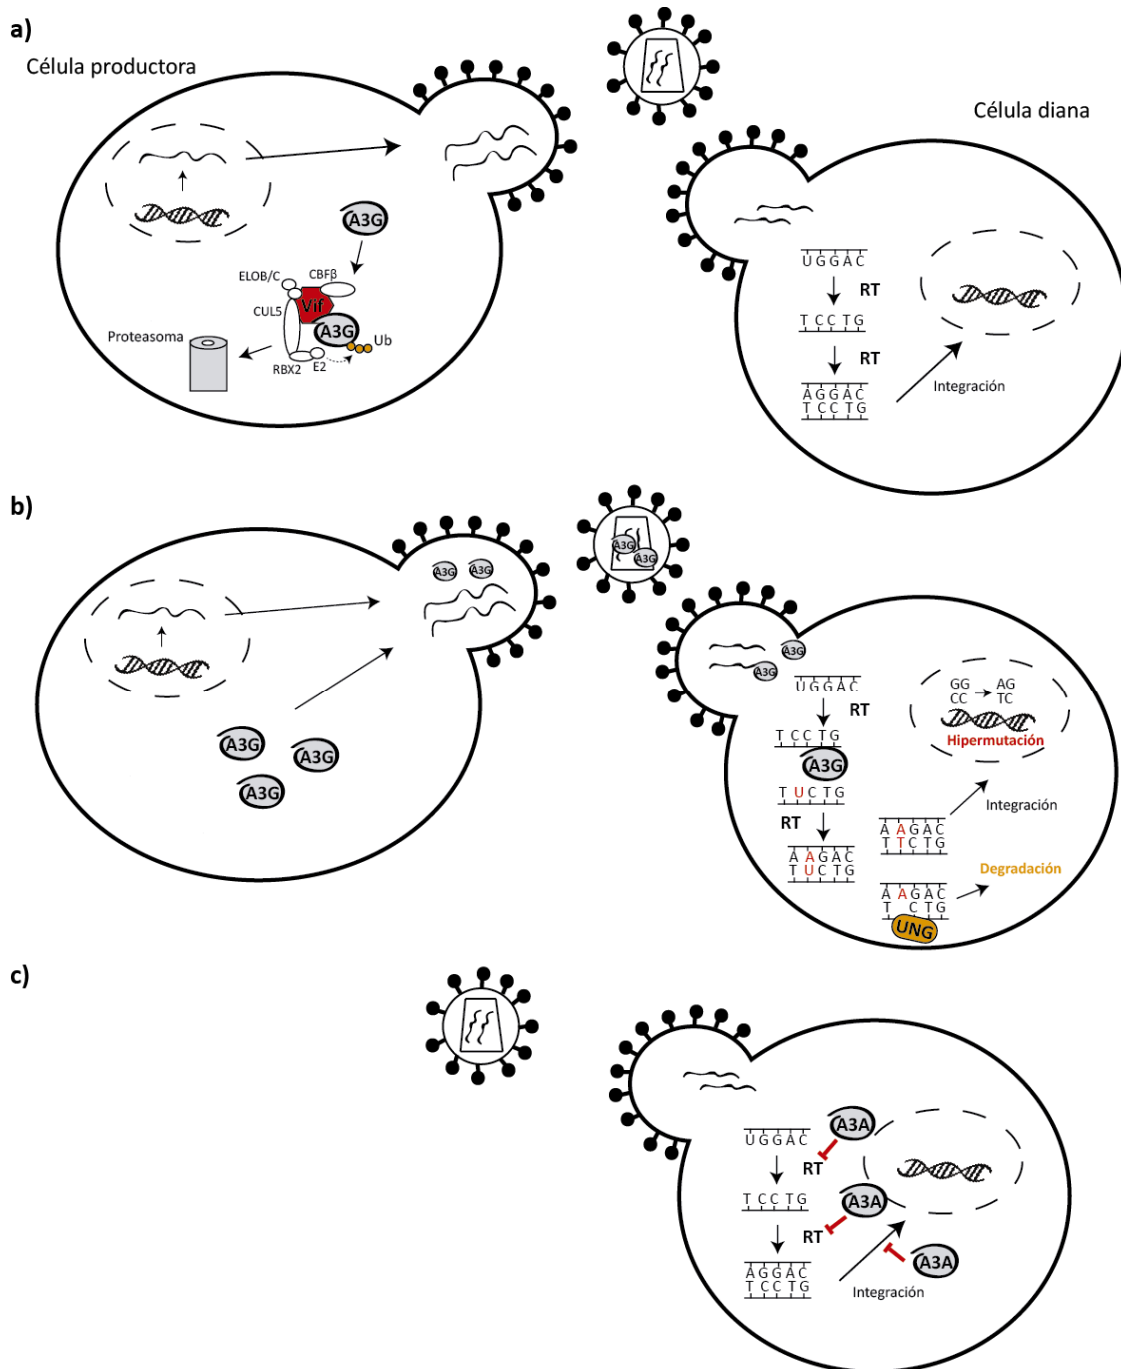 a)
Célula productora
Célula diana
A3G
ELOB/C
CBFβ
Vif
CUL5
A3G
Proteasoma
Ub
RBX2
E2
UGGAC
RT
TCCTG
RT
AGGAC
TCCTG
Integración
b)
A3G
A3G
A3G
A3G
A3G
A3G
A3G
A3G
A3G
UGGAC
RT
TCCTG
A3G
TUCTG
RT
AAGAC
TUCTG
GG → AG
CC TC
Hipermutación
Integración
AAGAC
TTCTG
Degradación
AAGAC
T CTG
UNG
c)
UGGAC
A3A
RT
TCCTG
A3A
RT
A3A
AGGAC
TCCTG
Integración